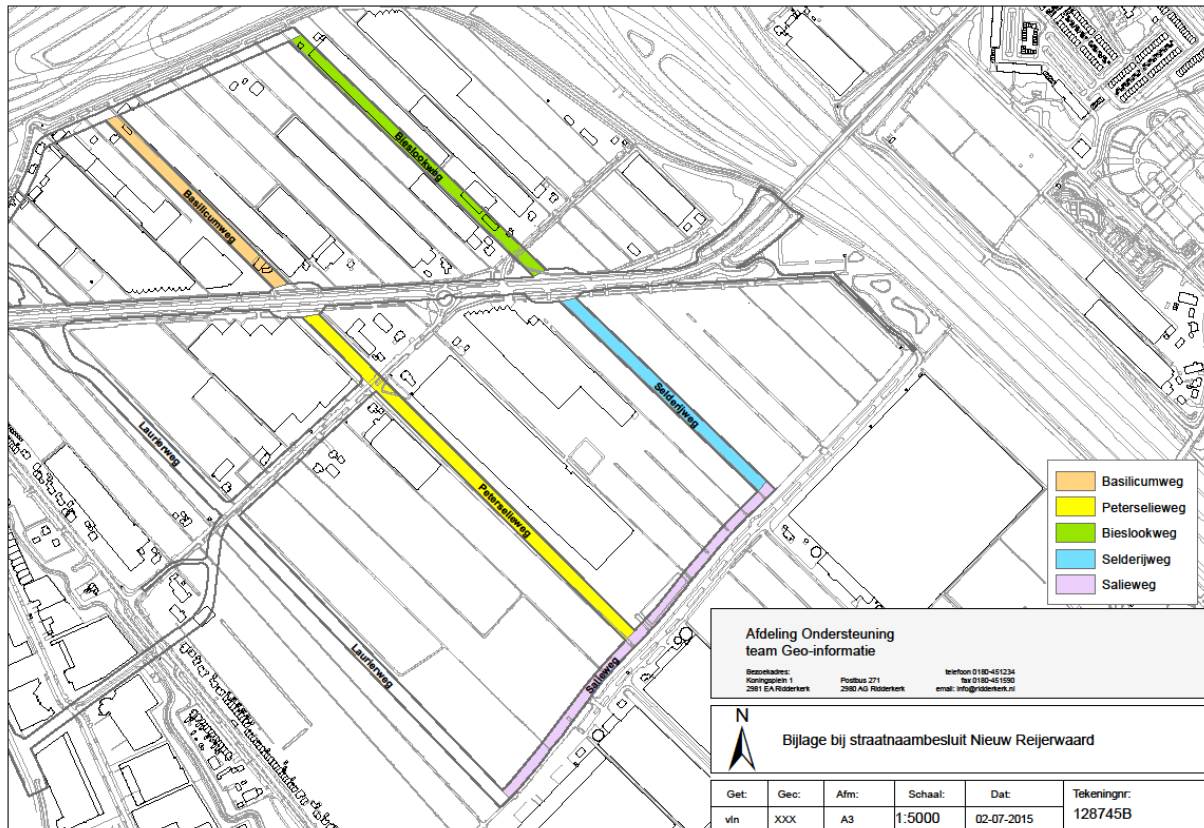 Bieslookweg
Basilicumweg
Selderijweg
Laurierweg
Peterselieweg
Laurierweg
Salieweg
Basilicumweg
Peterselieweg
Bieslookweg
Selderijweg
Salieweg
Afdeling Ondersteuning
team Geo-informatie
Bezoekadres: telefoon 0180-451234
Koningsplein 1 Postbus 271 fax 0180-451590
2981 EA Ridderkerk 2980 AG Ridderkerk email: info@ridderkerk.nl
N
Bijlage bij straatnaambesluit Nieuw Reijerwaard
Get: Gec: Afm: Schaal: Dat: Tekeningnr:
vln XXX A3 1:5000 02-07-2015 128745B